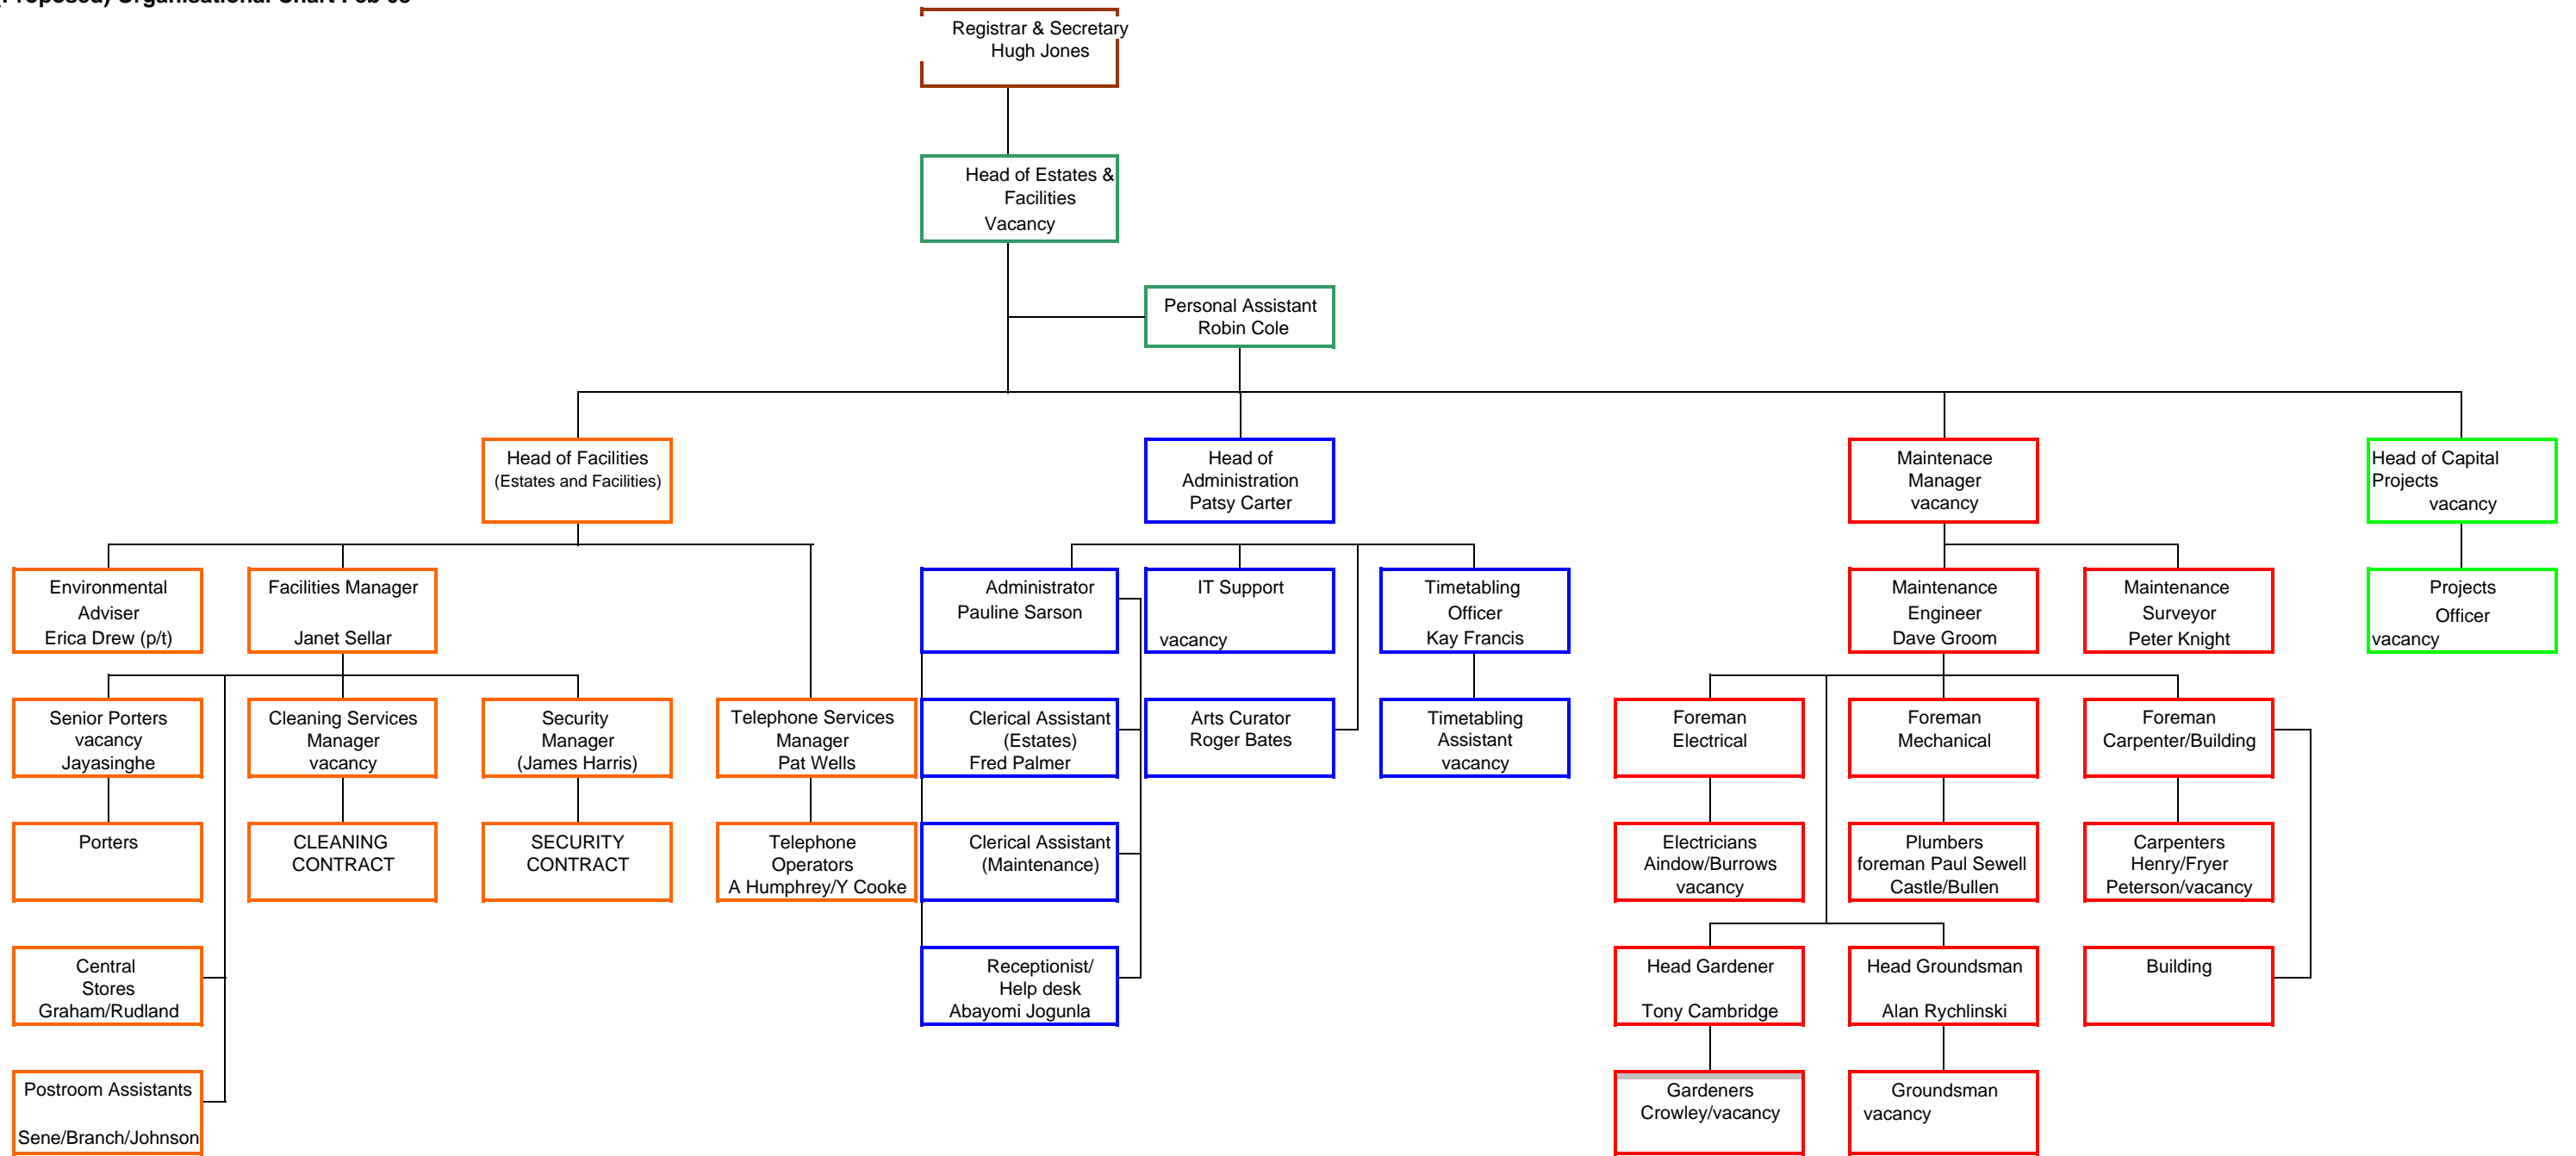 (Proposed) Organisational Chart Feb
Registrar & Secretary
Hugh Jones
Head of Estates &
Facilities
Vacancy
Personal Assistant
Robin Cole
Head of Facilities
(Estates and Facilities)
Head of
Administration
Patsy Carter
Maintenace
Manager
vacancy
Head of Capital
Projects
vacancy
Environmental
Adviser
Erica Drew (p/t)
Facilities Manager
Janet Sellar
Administrator
Pauline Sarson
IT Support
vacancy
Timetabling
Officer
Kay Francis
Maintenance
Engineer
Dave Groom
Maintenance
Surveyor
Peter Knight
Projects
Officer
vacancy
Senior Porters
vacancy
Jayasinghe
Cleaning Services
Manager
vacancy
Security
Manager
(James Harris)
Telephone Services
Manager
Pat Wells
Clerical Assistant
(Estates)
Fred Palmer
Arts Curator
Roger Bates
Timetabling
Assistant
vacancy
Foreman
Electrical
Foreman
Mechanical
Foreman
Carpenter/Building
Porters
CLEANING
CONTRACT
SECURITY
CONTRACT
Telephone
Operators
A Humphrey/Y Cooke
Clerical Assistant
(Maintenance)
Electricians
Aindow/Burrows
vacancy
Plumbers
foreman Paul Sewell
Castle/Bullen
Carpenters
Henry/Fryer
Peterson/vacancy
Central
Stores
Graham/Rudland
Receptionist/
Help desk
Abayomi Jogunla
Head Gardener
Tony Cambridge
Head Groundsman
Alan Rychlinski
Building
Postroom Assistants
Sene/Branch/Johnson
Gardeners
Crowley/vacancy
Groundsman
vacancy